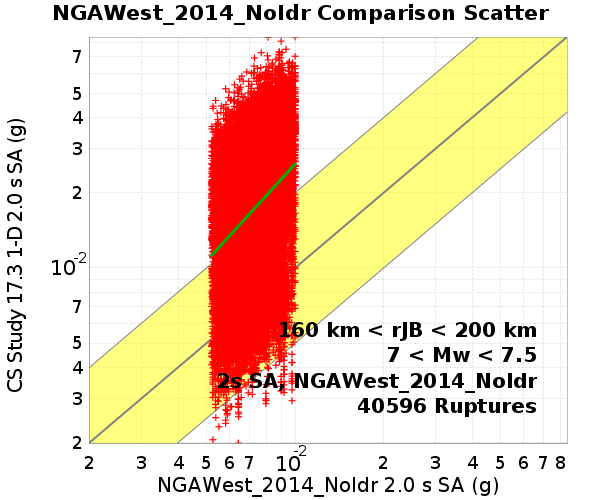 NGAWest_2014_NoIdr Comparison Scatter
CS Study 17.3 1-D 2.0 s SA (g)
7
5
4
3
2
10-2
7
5
4
3
2
160 km < rJB < 200 km
7 < Mw < 7.5
2s SA, NGAWest_2014_NoIdr
40596 Ruptures
2 3 4 5 6 7 10-2 2 3 4 5 6 7 8
NGAWest_2014_NoIdr 2.0 s SA (g)